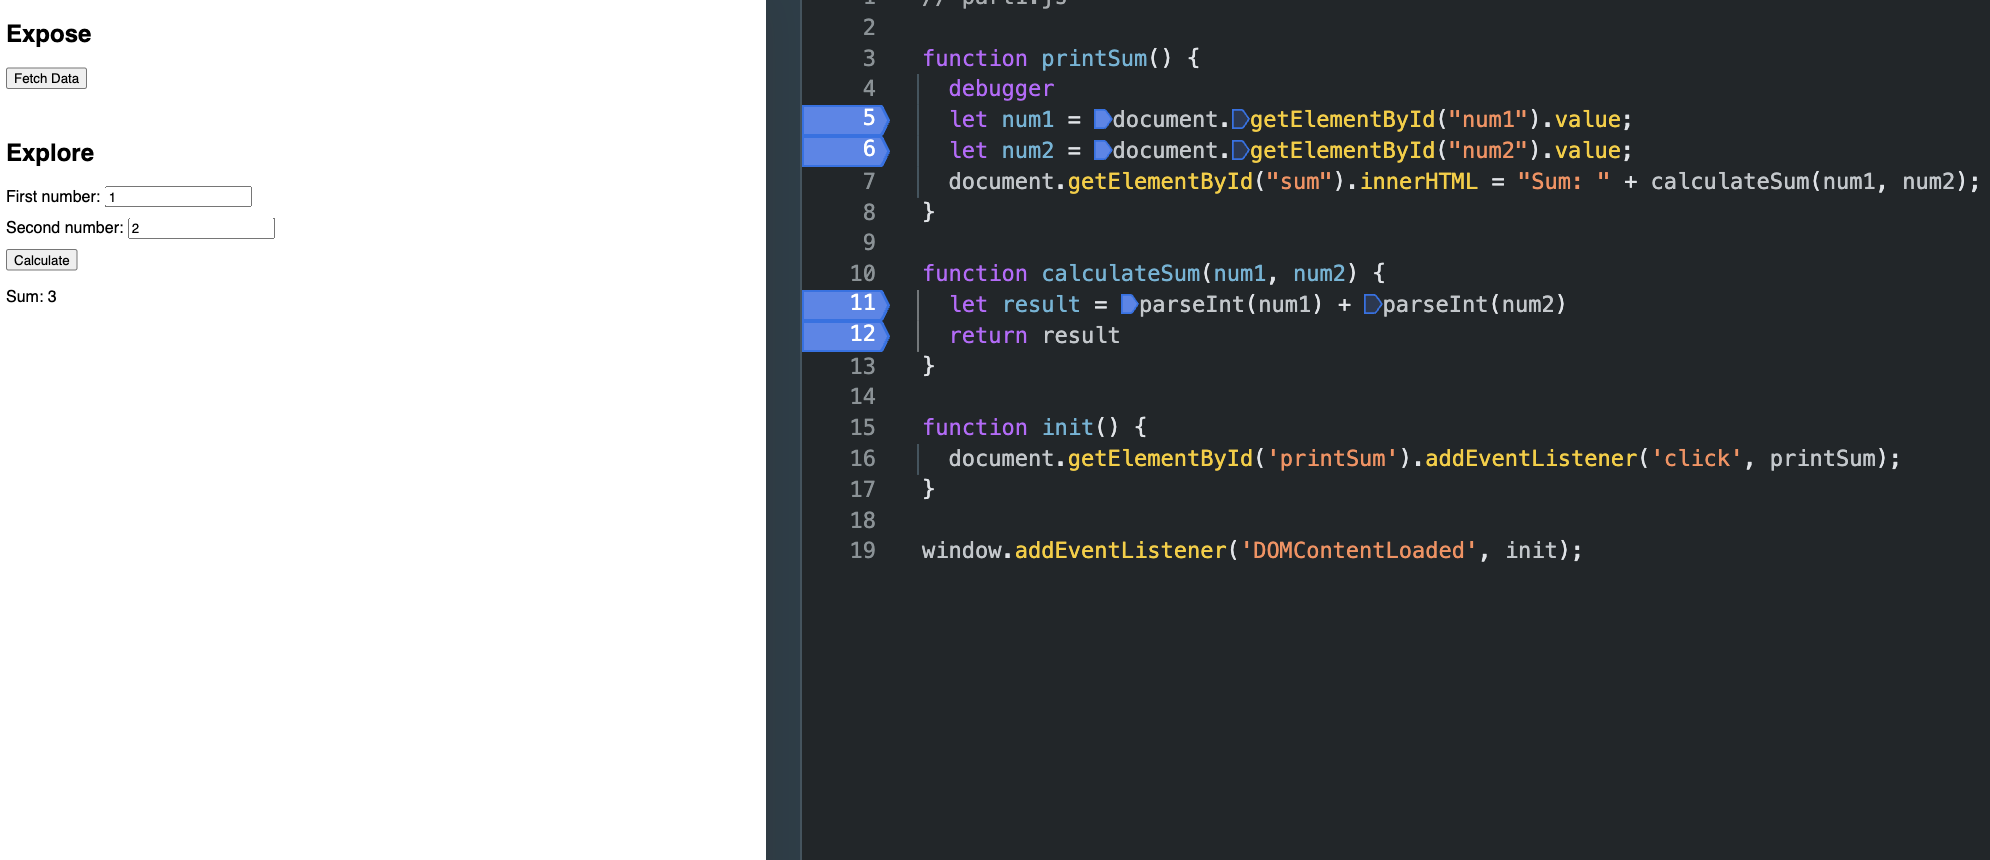 Expose
Fetch Data
Explore
First number: 1
Second number: 2
Calculate
Sum: 3
1 // part1.js
2
3 function printSum() {
4 debugger
5 let num1 = document.getElementById("num1").value;
6 let num2 = document.getElementById("num2").value;
7 document.getElementById("sum").innerHTML = "Sum: " + calculateSum(num1, num2);
8 }
9
10 function calculateSum(num1, num2) {
11 let result = parseInt(num1) + parseInt(num2)
12 return result
13 }
14
15 function init() {
16 document.getElementById('printSum').addEventListener('click', printSum);
17 }
18
19 window.addEventListener('DOMContentLoaded', init);